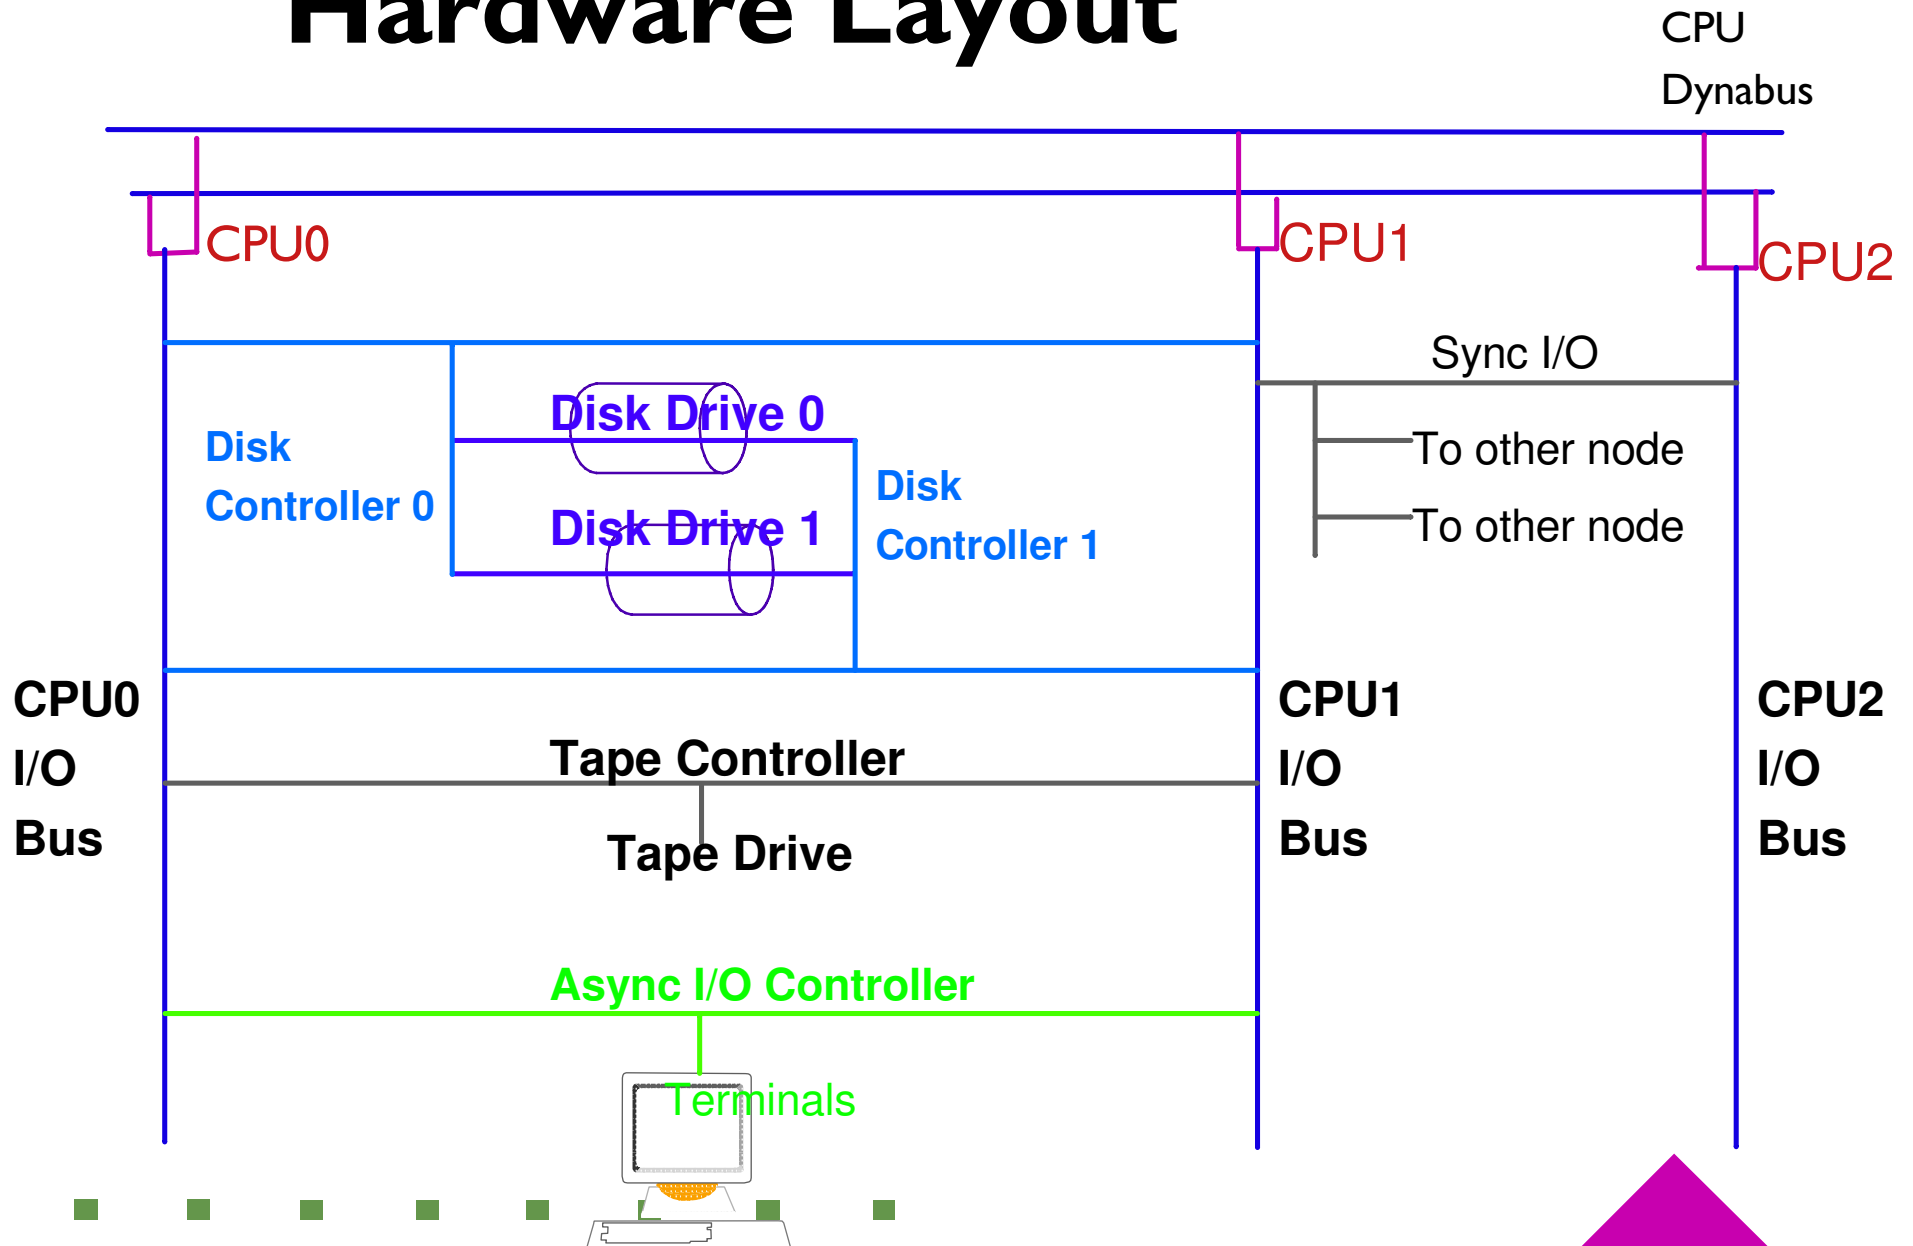 Hardware Layout
CPU
Dynabus
CPU0
CPU1
CPU2
Sync I/O
Disk Drive 0
Disk
Controller 0
To other node
Disk
Controller 1
Disk Drive 1
To other node
CPU0
I/O
Bus
CPU1
I/O
Bus
CPU2
I/O
Bus
Tape Controller
Tape Drive
Async I/O Controller
Terminals